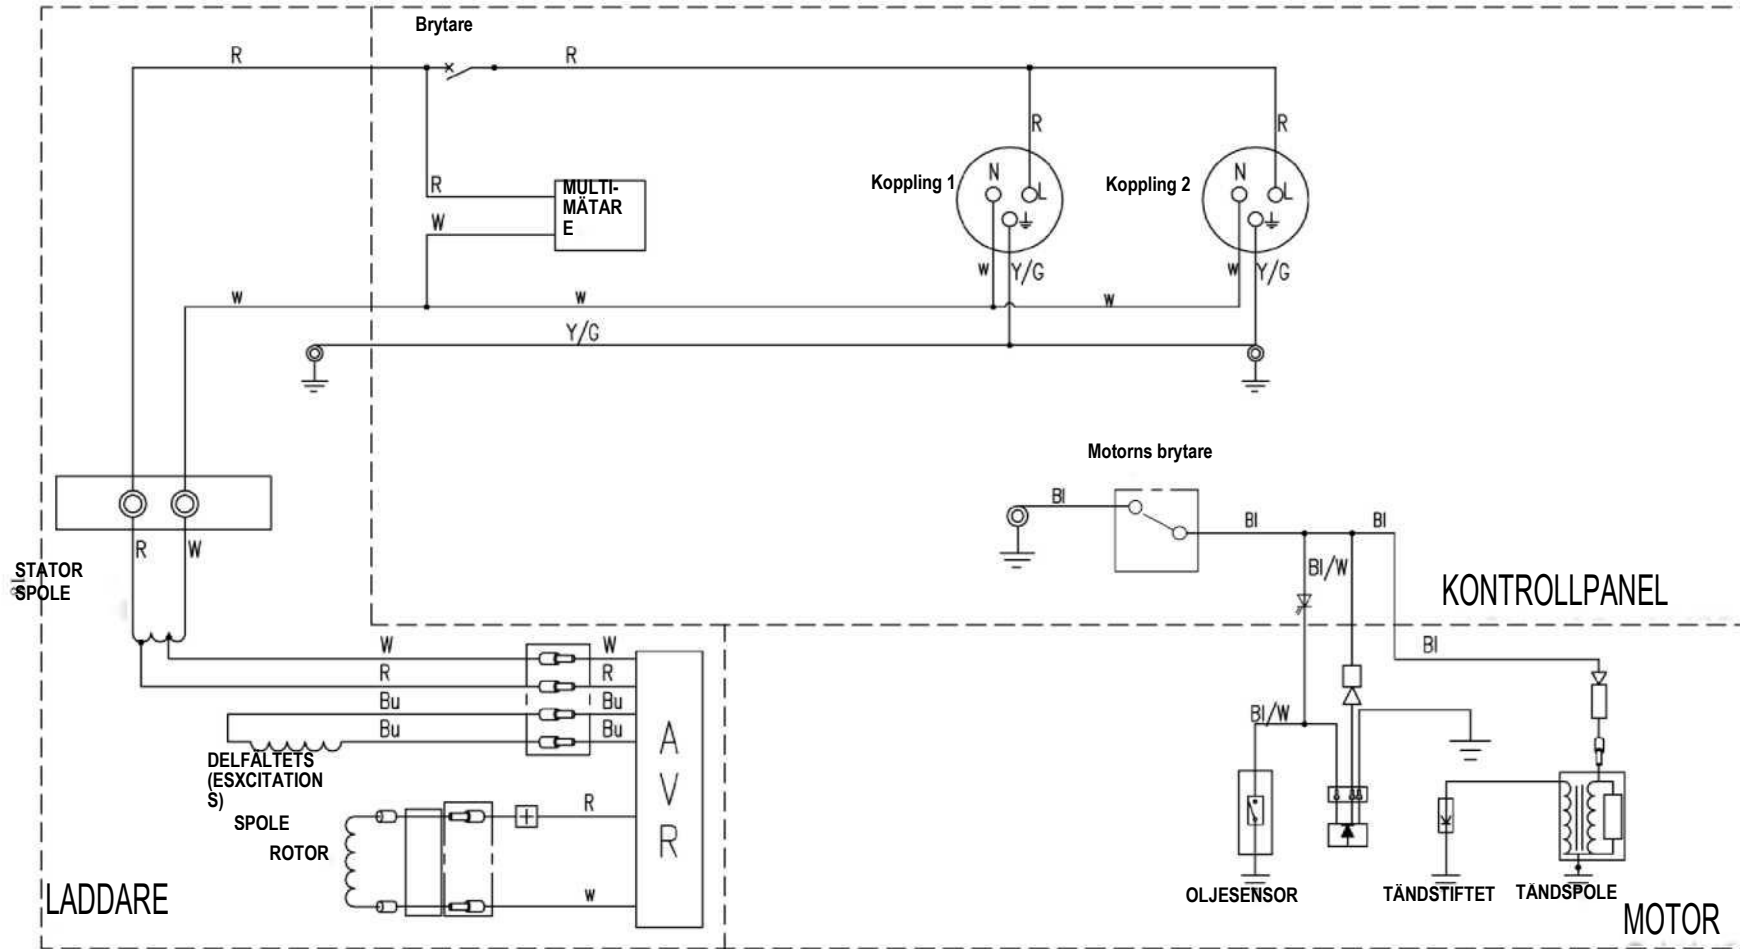 Brytare
R
R
R
R
N
L
Koppling 1
N
L
Koppling 2
R
MULTI-
MÄTAR
E
W
W
Y/G
W
Y/G
W
W
W
Y/G
Motorns brytare
Bl
Bl
Bl
R
W
STATOR
SPOLE
Bl/W
KONTROLLPANEL
W
W
R
R
Bu
Bu
Bu
Bu
Bl
DELFÄLTETS
(ESXCITATION
S)
SPOLE
ROTOR
A
V
R
R
W
Bl/W
LADDARE
OLJESENSOR
TÄNDSTIFTET
TÄNDSPOLE
MOTOR